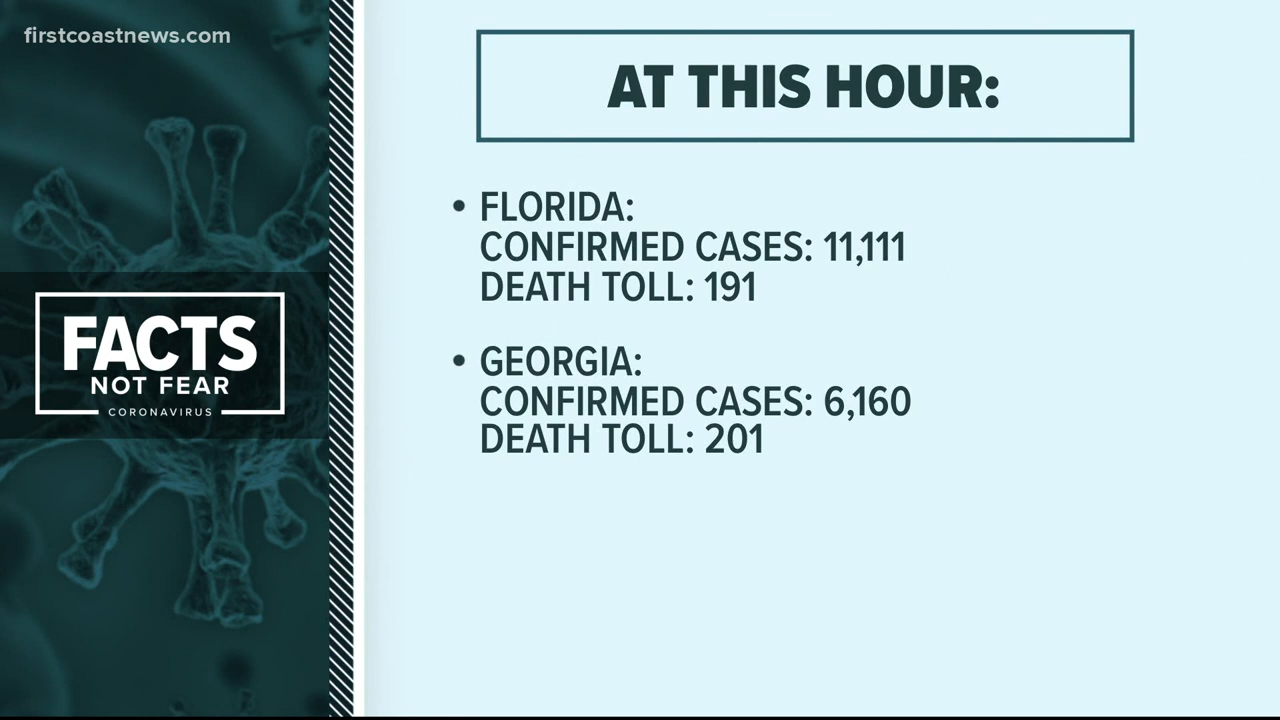 firstcoastnews.com
AT THIS HOUR:
• FLORIDA:
CONFIRMED CASES: 11,111
DEATH TOLL: 191
• GEORGIA:
CONFIRMED CASES: 6,160
DEATH TOLL: 201
FACTS
NOT FEAR
CORONAVIRUS